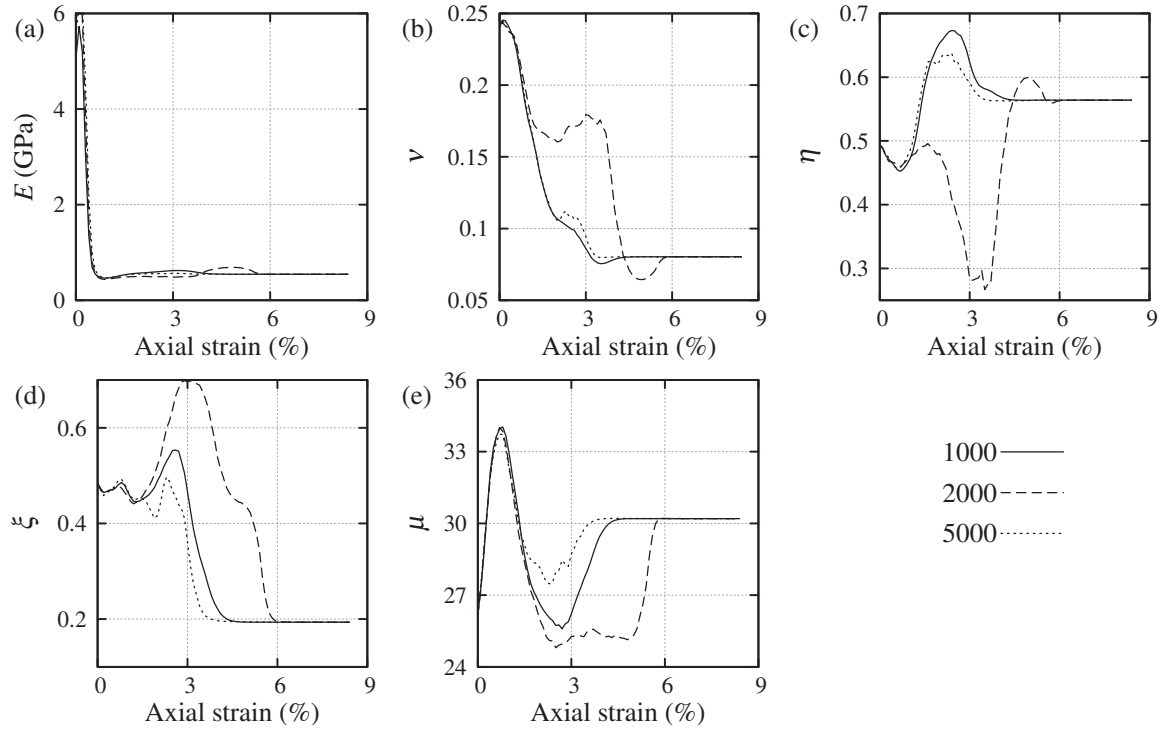 (a)
6
4
2
0
E (GPa)
0 3 6 9
Axial strain (%)
(b)
0.25
0.2
0.15
0.1
0.05
ν
0 3 6 9
Axial strain (%)
(c)
0.7
0.6
0.5
0.4
0.3
η
0 3 6 9
Axial strain (%)
(d)
0.6
0.4
0.2
ξ
0 3 6 9
Axial strain (%)
(e)
36
33
30
27
24
μ
0 3 6 9
Axial strain (%)
1000
2000
5000